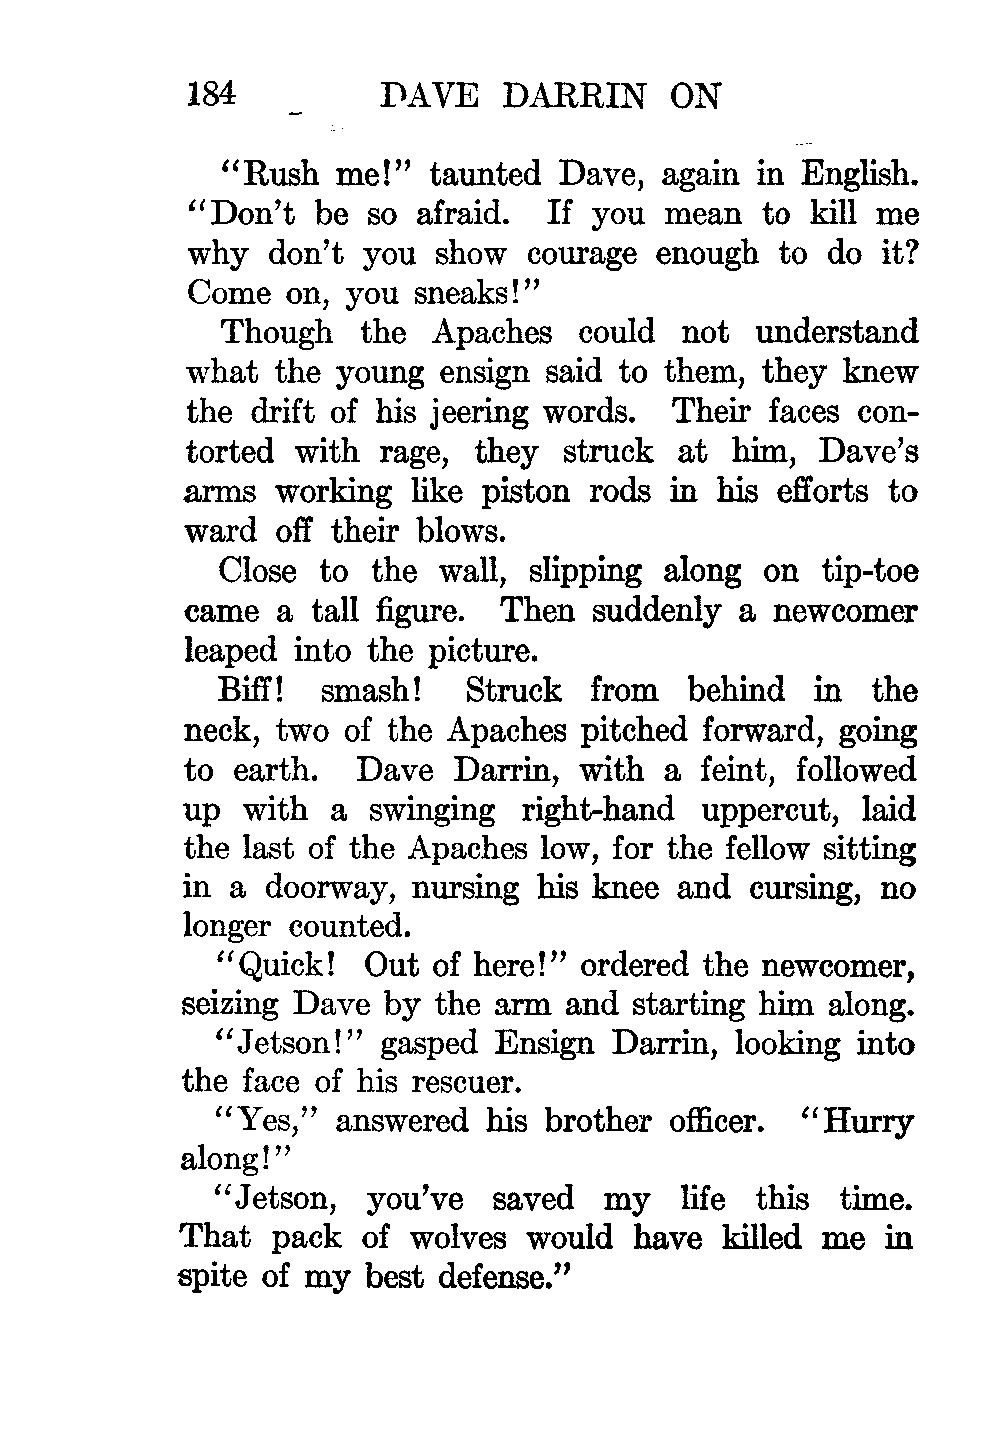 184 DAVE DARRIN ON
“Rush me!” taunted Dave, again in English.
“Don’t be so afraid. If you mean to kill me
why don’t you show courage enough to do it?
Come on, you sneaks!”
Though the Apaches could not understand
what the young ensign said to them, they knew
the drift of his jeering words. Their faces con-
torted with rage, they struck at him, Dave’s
arms working like piston rods in his efforts to
ward off their blows.
Close to the wall, slipping along on tip-toe
came a tall figure. Then suddenly a newcomer
leaped into the picture.
Biff! smash! Struck from behind in the
neck, two of the Apaches pitched forward, going
to earth. Dave Darrin, with a feint, followed
up with a swinging right-hand uppercut, laid
the last of the Apaches low, for the fellow sitting
in a doorway, nursing his knee and cursing, no
longer counted.
“Quick! Out of here!” ordered the newcomer,
seizing Dave by the arm and starting him along.
“Jetson!” gasped Ensign Darrin, looking into
the face of his rescuer.
“Yes,” answered his brother officer. “Hurry
along!”
“Jetson, you’ve saved my life this time.
That pack of wolves would have killed me in
spite of my best defense.”